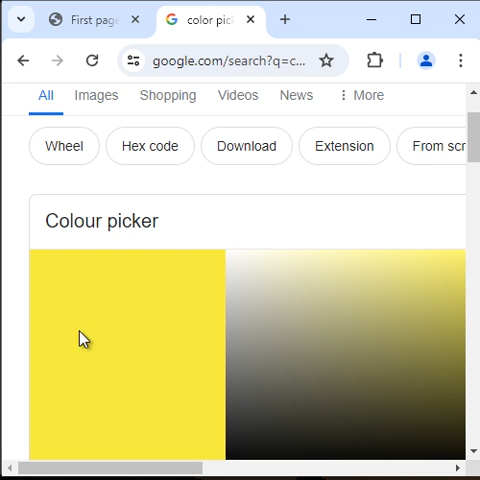 First page
color pic
google.com/search?q=c...
All Images Shopping Videos News More
Wheel Hex code Download Extension From scr
Colour picker